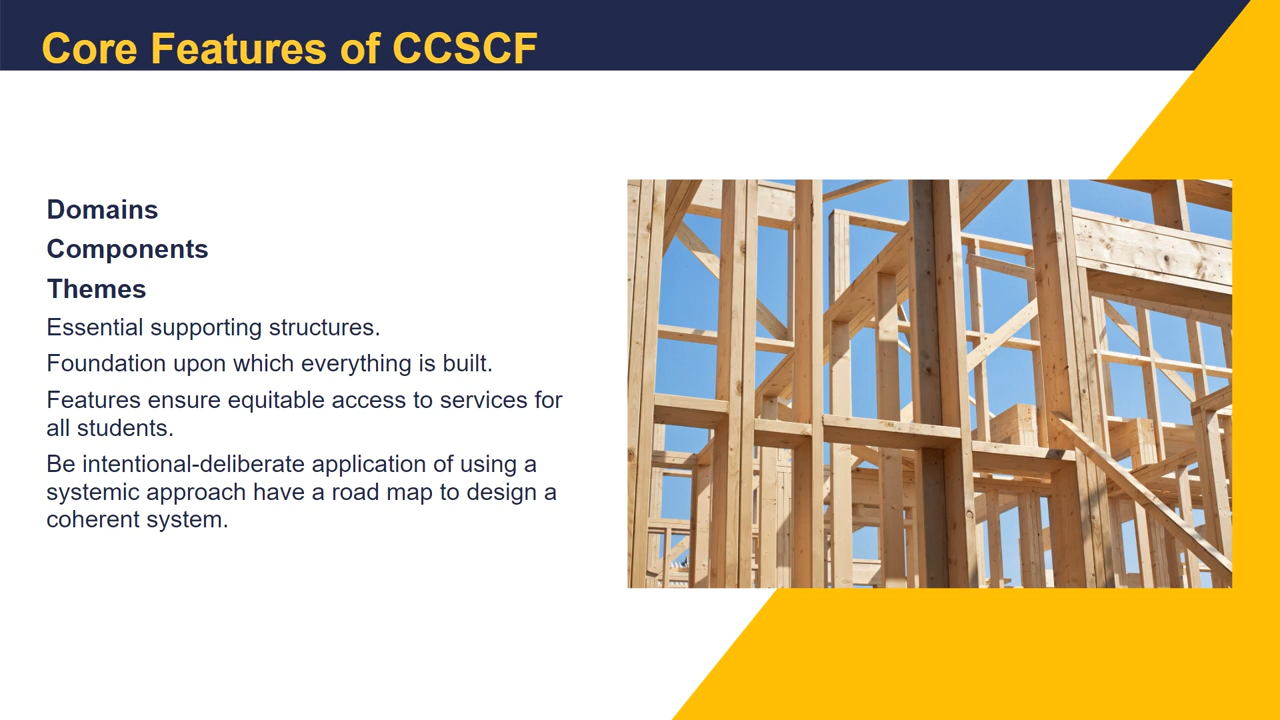 Core Features of CCSCF
Domains
Components
Themes
Essential supporting structures.
Foundation upon which everything is built.
Features ensure equitable access to services for
all students.
Be intentional-deliberate application of using a
systemic approach have a road map to design a
coherent system.